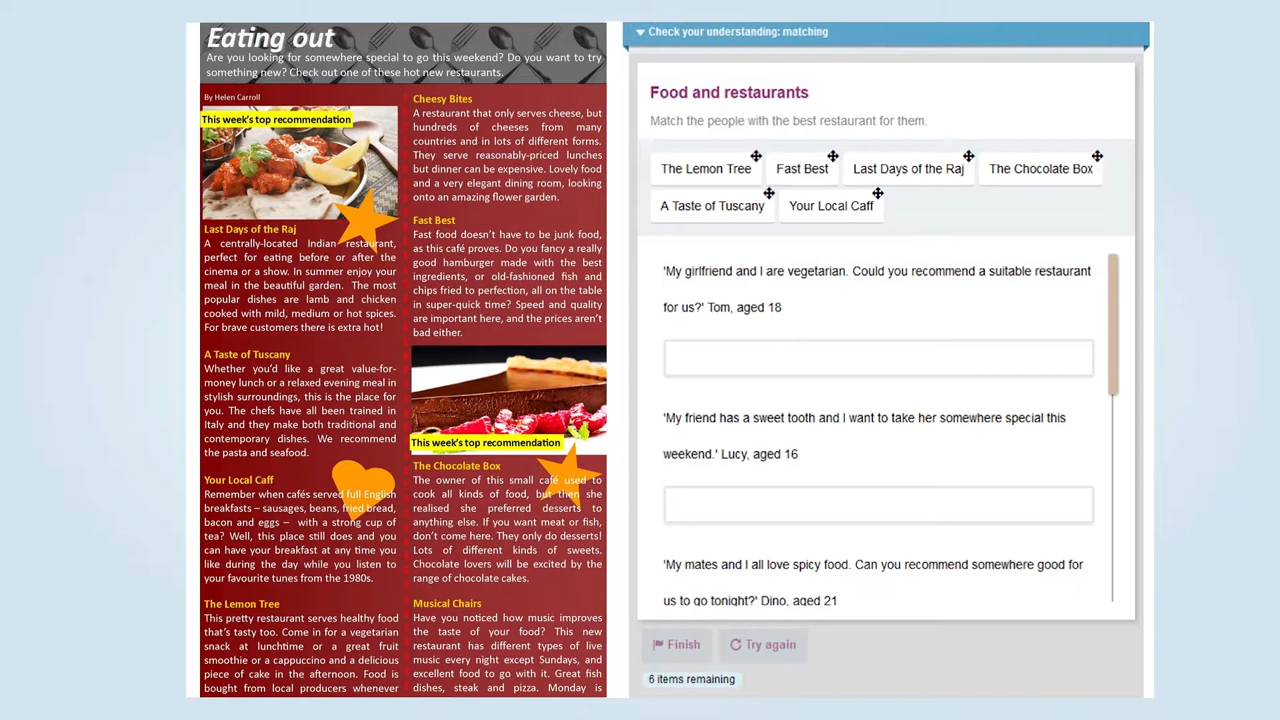 Eating out
Are you looking for somewhere special to go this weekend? Do you want to try
something new? Check out one of these hot new restaurants.
By Helen Carroll
This week's top recommendation
Last Days of the Raj
A centrally-located Indian restaurant,
perfect for eating before or after the
cinema or a show. In summer enjoy your
meal in the beautiful garden. The most
popular dishes are lamb and chicken
cooked with mild, medium or hot spices.
For brave customers there is extra hot!
A Taste of Tuscany
Whether you'd like a great value-for-
money lunch or a relaxed evening meal in
stylish surroundings, this is the place for
you. The chefs have all been trained in
Italy and they make both traditional and
contemporary dishes. We recommend
the pasta and seafood.
Your Local Caff
Remember when cafés served full English
breakfasts – sausages, beans, fried bread,
bacon and eggs – with a strong cup of
tea? Well, this place still does and you
can have your breakfast at any time you
like during the day while you listen to
your favourite tunes from the 1980s.
The Lemon Tree
This pretty restaurant serves healthy food
that's tasty too. Come in for a vegetarian
snack at lunchtime or a great fruit
smoothie or a cappuccino and a delicious
piece of cake in the afternoon. Food is
bought from local producers whenever
Cheesy Bites
A restaurant that only serves cheese, but
hundreds of cheeses from many
countries and in lots of different forms.
They serve reasonably-priced lunches
but dinner can be expensive. Lovely food
and a very elegant dining room, looking
onto an amazing flower garden.
Fast Best
Fast food doesn't have to be junk food,
as this café proves. Do you fancy a really
good hamburger made with the best
ingredients, or old-fashioned fish and
chips fried to perfection, all on the table
in super-quick time? Speed and quality
are important here, and the prices aren't
bad either.
This week's top recommendation
The Chocolate Box
The owner of this small café used to
cook all kinds of food, but then she
realised she preferred desserts to
anything else. If you want meat or fish,
don't come here. They only do desserts!
Lots of different kinds of sweets.
Chocolate lovers will be excited by the
range of chocolate cakes.
Musical Chairs
Have you noticed how music improves
the taste of your food? This new
restaurant has different types of live
music every night except Sundays, and
excellent food to go with it. Great fish
dishes, steak and pizza. Monday is
Check your understanding: matching
Food and restaurants
Match the people with the best restaurant for them.
The Lemon Tree
Fast Best
Last Days of the Raj
The Chocolate Box
A Taste of Tuscany
Your Local Caff
'My girlfriend and I are vegetarian. Could you recommend a suitable restaurant
for us?' Tom, aged 18
'My friend has a sweet tooth and I want to take her somewhere special this
weekend.' Lucy, aged 16
'My mates and I all love spicy food. Can you recommend somewhere good for
us to go tonight?' Dino, aged 21
Finish
Try again
6 items remaining